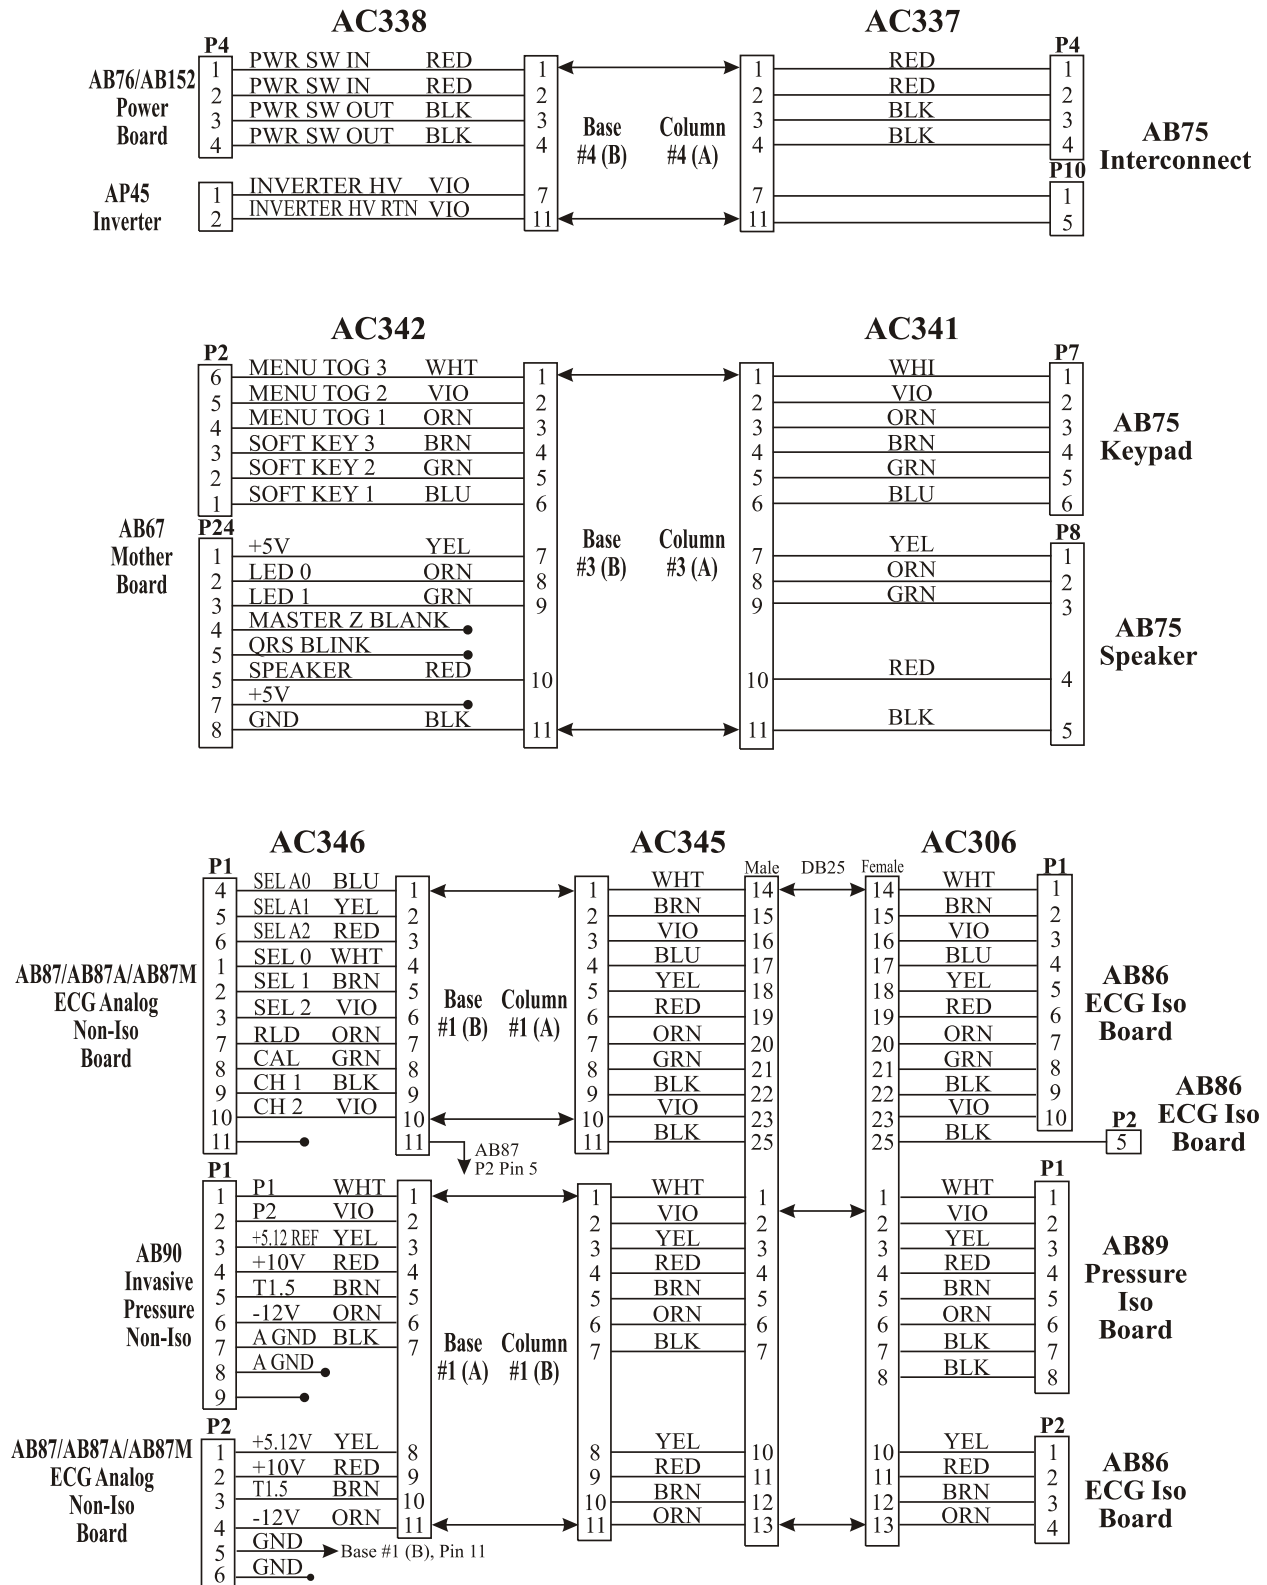 AC338 AC337
P4 P4
AB76/AB152 Power Board
1 PWR SW IN RED 1 1 RED 1
2 PWR SW IN RED 2 2 RED 2
3 PWR SW OUT BLK 3 Base #4 (B) Column #4 (A) 3 BLK 3
4 PWR SW OUT BLK 4 4 BLK 4
AB75 Interconnect
P10
AP45 Inverter
1 INVERTER HV VIO 7 7 1
2 INVERTER HV RTN VIO 11 11 5
AC342 AC341
P2 P7
6 MENU TOG 3 WHT 1 1 WHI 1
5 MENU TOG 2 VIO 2 2 VIO 2
4 MENU TOG 1 ORN 3 3 ORN 3
3 SOFT KEY 3 BRN 4 4 BRN 4
2 SOFT KEY 2 GRN 5 5 GRN 5
1 SOFT KEY 1 BLU 6 6 BLU 6
AB75 Keypad
AB67 Mother Board
P24 P8
Base #3 (B) Column #3 (A)
1 +5V YEL 7 7 YEL 1
2 LED 0 ORN 8 8 ORN 2
3 LED 1 GRN 9 9 GRN 3
4 MASTER Z BLANK
5 QRS BLINK
5 SPEAKER RED 10 10 RED 4
7 +5V
8 GND BLK 11 11 BLK 5
AB75 Speaker
AC346 AC345 AC306
P1 Male DB25 Female P1
4 SEL A0 BLU 1 1 WHT 14 14 WHT 1
5 SEL A1 YEL 2 2 BRN 15 15 BRN 2
6 SEL A2 RED 3 3 VIO 16 16 VIO 3
1 SEL 0 WHT 4 4 BLU 17 17 BLU 4
2 SEL 1 BRN 5 5 YEL 18 18 YEL 5
3 SEL 2 VIO 6 6 RED 19 19 RED 6
7 RLD ORN 7 7 ORN 20 20 ORN 7
8 CAL GRN 8 8 GRN 21 21 GRN 8
9 CH 1 BLK 9 9 BLK 22 22 BLK 9
10 CH 2 VIO 10 10 VIO 23 23 VIO 10
11 11 11 BLK 25 25 BLK P2 5
AB87/AB87A/AB87M ECG Analog Non-Iso Board
Base #1 (B) Column #1 (A)
AB86 ECG Iso Board
AB86 ECG Iso Board
AB87 P2 Pin 5
P1 P1
1 P1 WHT 1 1 WHT 1 1 WHT 1
2 P2 VIO 2 2 VIO 2 2 VIO 2
3 +5.12 REF YEL 3 3 YEL 3 3 YEL 3
4 +10V RED 4 4 RED 4 4 RED 4
5 T1.5 BRN 5 5 BRN 5 5 BRN 5
6 -12V ORN 6 6 ORN 6 6 ORN 6
7 A GND BLK 7 7 BLK 7 7 BLK 7
8 A GND 8 BLK 8
9
AB90 Invasive Pressure Non-Iso
Base #1 (A) Column #1 (B)
AB89 Pressure Iso Board
P2 P2
1 +5.12V YEL 8 8 YEL 10 10 YEL 1
2 +10V RED 9 9 RED 11 11 RED 2
3 T1.5 BRN 10 10 BRN 12 12 BRN 3
4 -12V ORN 11 11 ORN 13 13 ORN 4
5 GND Base #1 (B), Pin 11
6 GND
AB87/AB87A/AB87M ECG Analog Non-Iso Board
AB86 ECG Iso Board